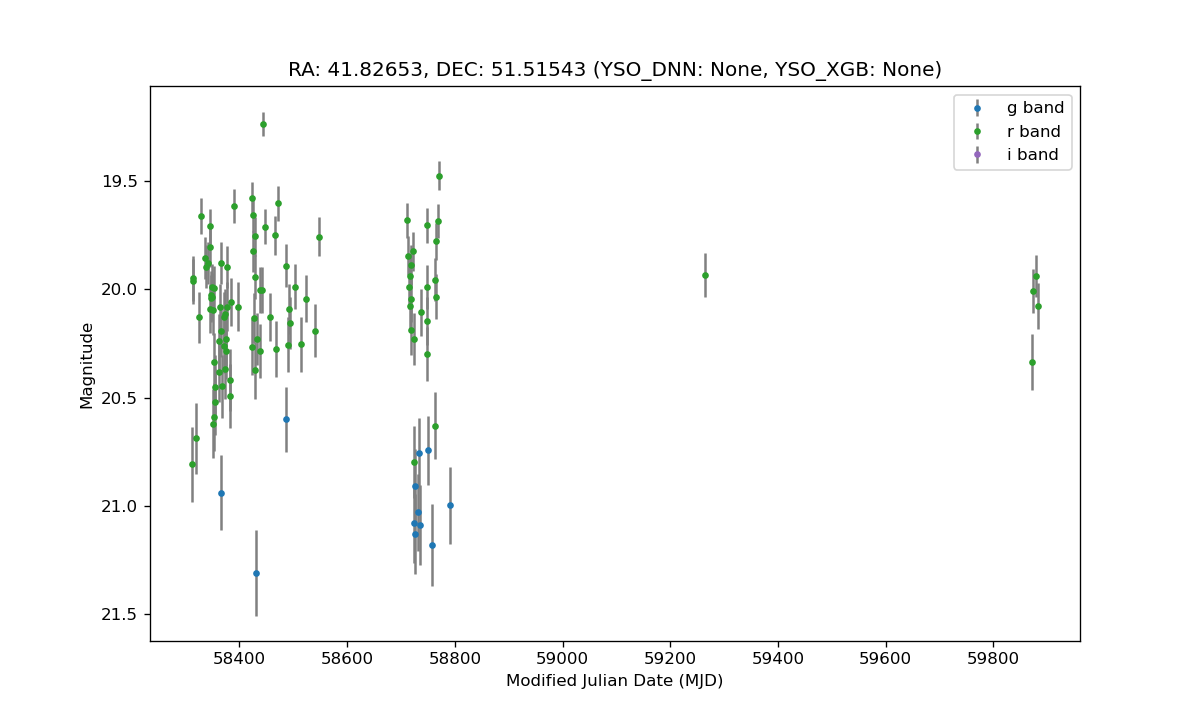 RA: 41.82653, DEC: 51.51543 (YSO_DNN: None, YSO_XGB: None)
g band
r band
i band
19.5
20.0
20.5
21.0
21.5
Magnitude
58400 58600 58800 59000 59200 59400 59600 59800
Modified Julian Date (MJD)